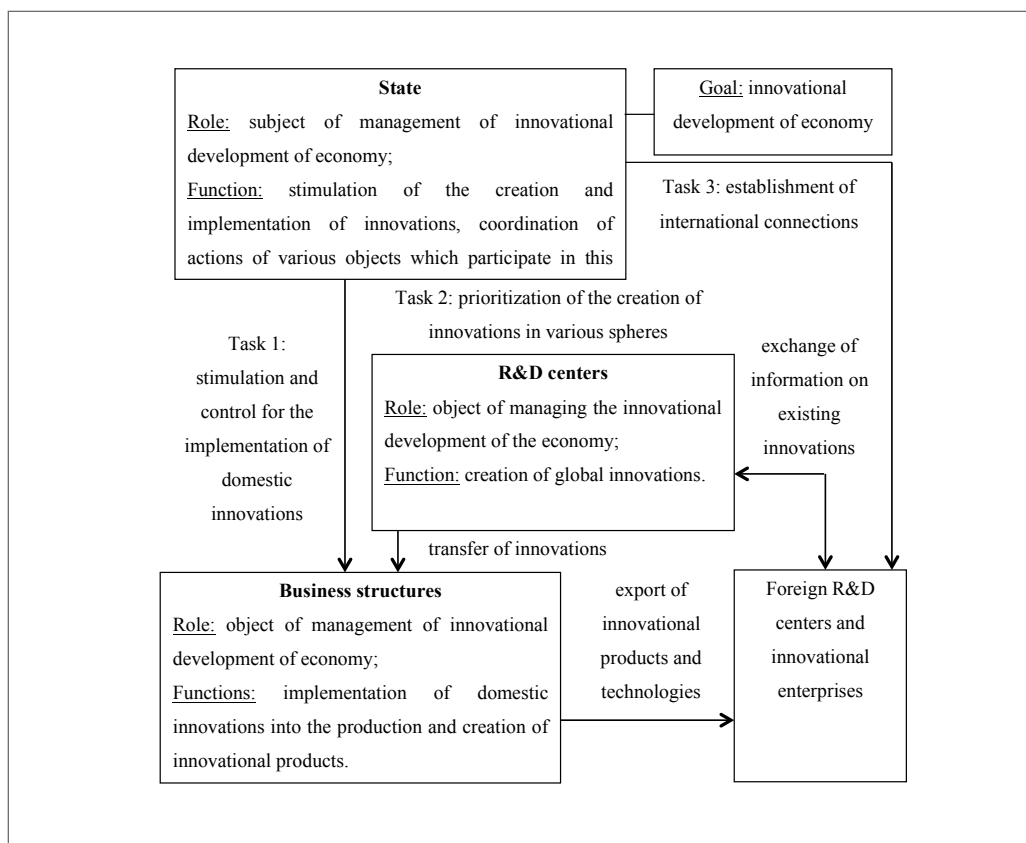 State
Role: subject of management of innovational
development of economy;
Function: stimulation of the creation and
implementation of innovations, coordination of
actions of various objects which participate in this
Goal: innovational
development of economy
Task 3: establishment of
international connections
Task 2: prioritization of the creation of
innovations in various spheres
Task 1:
stimulation and
control for the
implementation of
domestic
innovations
R&D centers
Role: object of managing the innovational
development of the economy;
Function: creation of global innovations.
exchange of
information on
existing
innovations
transfer of innovations
Business structures
Role: object of management of innovational
development of economy;
Functions: implementation of domestic
innovations into the production and creation of
innovational products.
export of
innovational
products and
technologies
Foreign R&D
centers and
innovational
enterprises